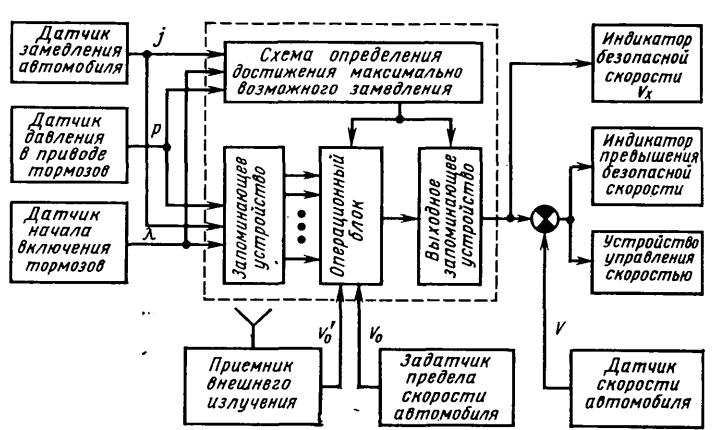 Датчик
замедления
автомобиля
j
Схема определения
достижения максимально
возможного замедления
Индикатор
безопасной
скорости
Vx
Датчик
давления
в приводе
тормозов
p
Запоминающее
устройство
Операционный
блок
Выходное
запоминающее
устройство
Индикатор
превышения
безопасной
скорости
Датчик
начала
включения
тормозов
λ
Устройство
управления
скоростью
V₀'
V₀
V
Приемник
внешнего
излучения
Задатчик
предела
скорости
автомобиля
Датчик
скорости
автомобиля